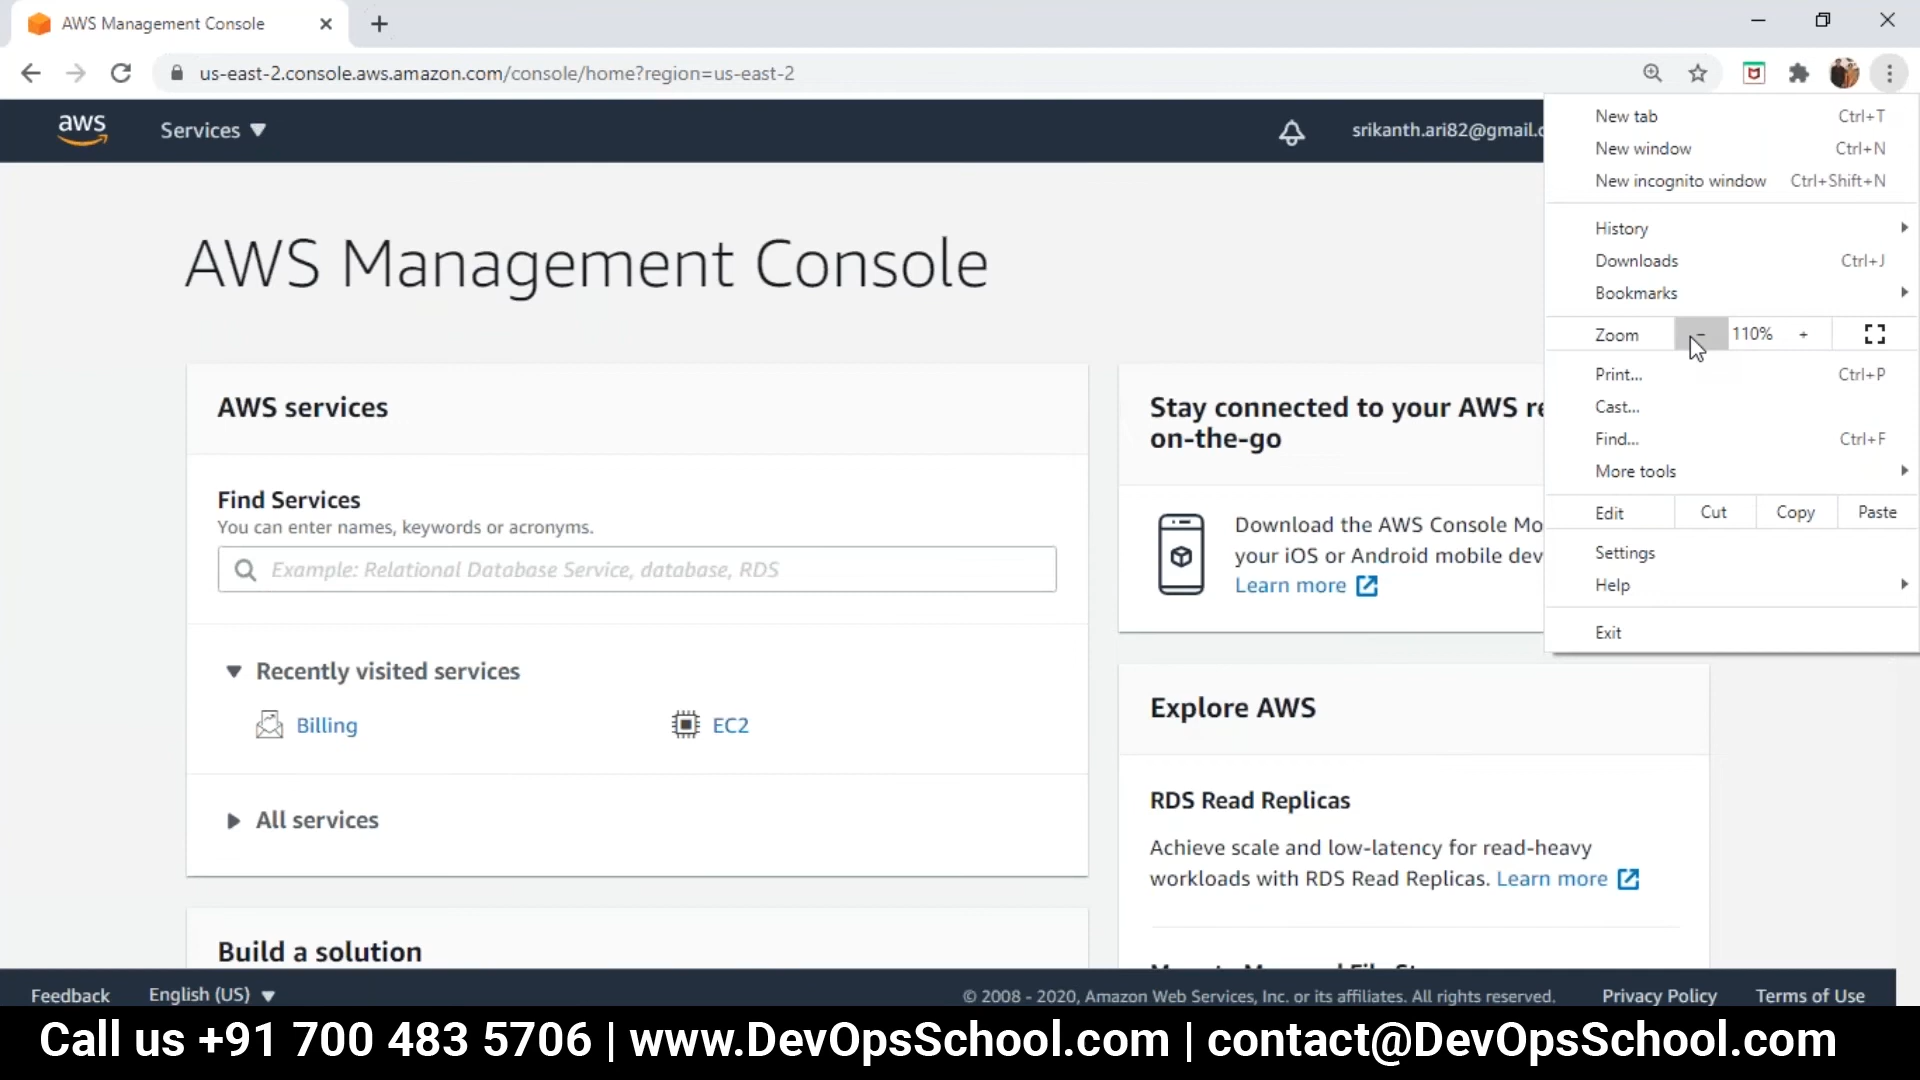 AWS Management Console
us-east-2.console.aws.amazon.com/console/home?region=us-east-2
aws
Services
srikanth.ari82@gmail.c
New tab Ctrl+T
New window Ctrl+N
New incognito window Ctrl+Shift+N
History
Downloads Ctrl+J
Bookmarks
Zoom - 110% +
Print... Ctrl+P
Cast...
Find... Ctrl+F
More tools
Edit Cut Copy Paste
Settings
Help
Exit
AWS Management Console
AWS services
Find Services
You can enter names, keywords or acronyms.
Example: Relational Database Service, database, RDS
Recently visited services
Billing EC2
All services
Build a solution
Stay connected to your AWS re
on-the-go
Download the AWS Console Mo
your iOS or Android mobile dev
Learn more
Explore AWS
RDS Read Replicas
Achieve scale and low-latency for read-heavy
workloads with RDS Read Replicas. Learn more
Feedback English (US) © 2008 - 2020, Amazon Web Services, Inc. or its affiliates. All rights reserved. Privacy Policy Terms of Use
Call us +91 700 483 5706 | www.DevOpsSchool.com | contact@DevOpsSchool.com